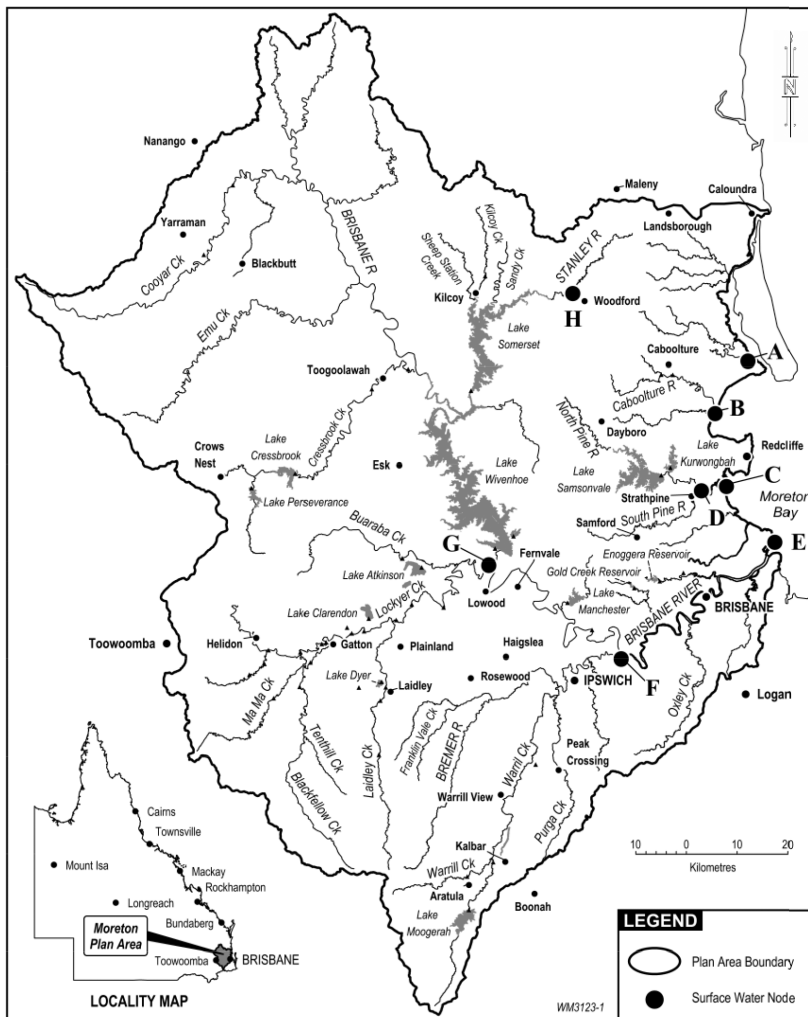 N
Nanango
Maleny
Caloundra
Landsborough
Yarraman
BRISBANE R
Kilcoy Ck
Sheep Station
Creek
Sandy Ck
STANLEY R
Cooyar Ck
Blackbutt
Kilcoy
H
Woodford
Emu Ck
Lake
Somerset
A
Caboolture
Toogoolawah
Caboolture R
B
Cressbrook Ck
North Pine R
Dayboro
Crows
Nest
Lake
Cressbrook
Esk
Lake
Wivenhoe
Lake
Kurwongbah
Redcliffe
Lake
Samsonvale
C
Lake Perseverance
Strathpine
D
Moreton
Bay
South Pine R
Buaraba Ck
Samford
E
G
Fernvale
Enoggera Reservoir
Lake Atkinson
Gold Creek Reservoir
Lowood
Lake
Manchester
Lake Clarendon
Lockyer Ck
BRISBANE RIVER
BRISBANE
Toowoomba
Helidon
Gatton
Plainland
Haigslea
F
Lake Dyer
Laidley
Rosewood
IPSWICH
Oxley Ck
Logan
Ma Ma Ck
Tenthill Ck
Laidley Ck
Franklin Vale Ck
BREMER R
Warril Ck
Peak
Crossing
Blackfellow Ck
Warrill View
Purga Ck
Kalbar
Warrill Ck
Aratula
Boonah
Lake
Moogerah
10 0 10 20
Kilometres
Cairns
Townsville
Mount Isa
Mackay
Rockhampton
Longreach
Bundaberg
Moreton
Plan Area
Toowoomba
BRISBANE
LOCALITY MAP
WM3123-1
LEGEND
Plan Area Boundary
Surface Water Node